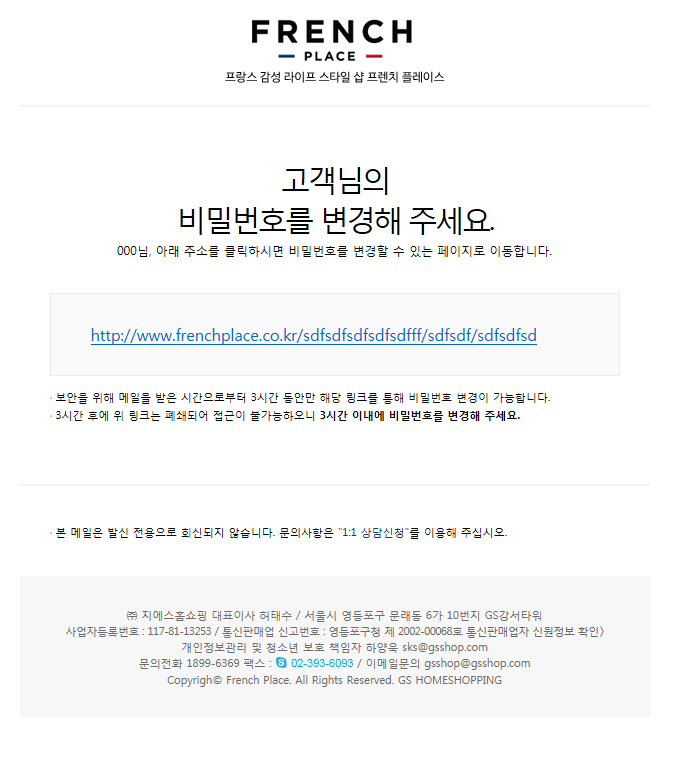 FRENCH
PLACE
프랑스 감성 라이프 스타일 샵 프렌치 플레이스
고객님의
비밀번호를 변경해 주세요.
000님, 아래 주소를 클릭하시면 비밀번호를 변경할 수 있는 페이지로 이동합니다.
http://www.frenchplace.co.kr/sdfsdfsdfsdfsdfff/sdfsdf/sdfsdfsd
· 보안을 위해 메일을 받은 시간으로부터 3시간 동안만 해당 링크를 통해 비밀번호 변경이 가능합니다.
· 3시간 후에 위 링크는 폐쇄되어 접근이 불가능하오니 3시간 이내에 비밀번호를 변경해 주세요.
· 본 메일은 발신 전용으로 회신되지 않습니다. 문의사항은 "1:1 상담신청"를 이용해 주십시오.
㈜ 지에스홈쇼핑 대표이사 허태수 / 서울시 영등포구 문래동 6가 10번지 GS강서타워
사업자등록번호 : 117-81-13253 / 통신판매업 신고번호 : 영등포구청 제 2002-00068호 통신판매업자 신원정보 확인〉
개인정보관리 및 청소년 보호 책임자 하양욱 sks@gsshop.com
문의전화 1899-6369 팩스 : 02-393-6093 / 이메일문의 gsshop@gsshop.com
Copyrigh© French Place. All Rights Reserved. GS HOMESHOPPING